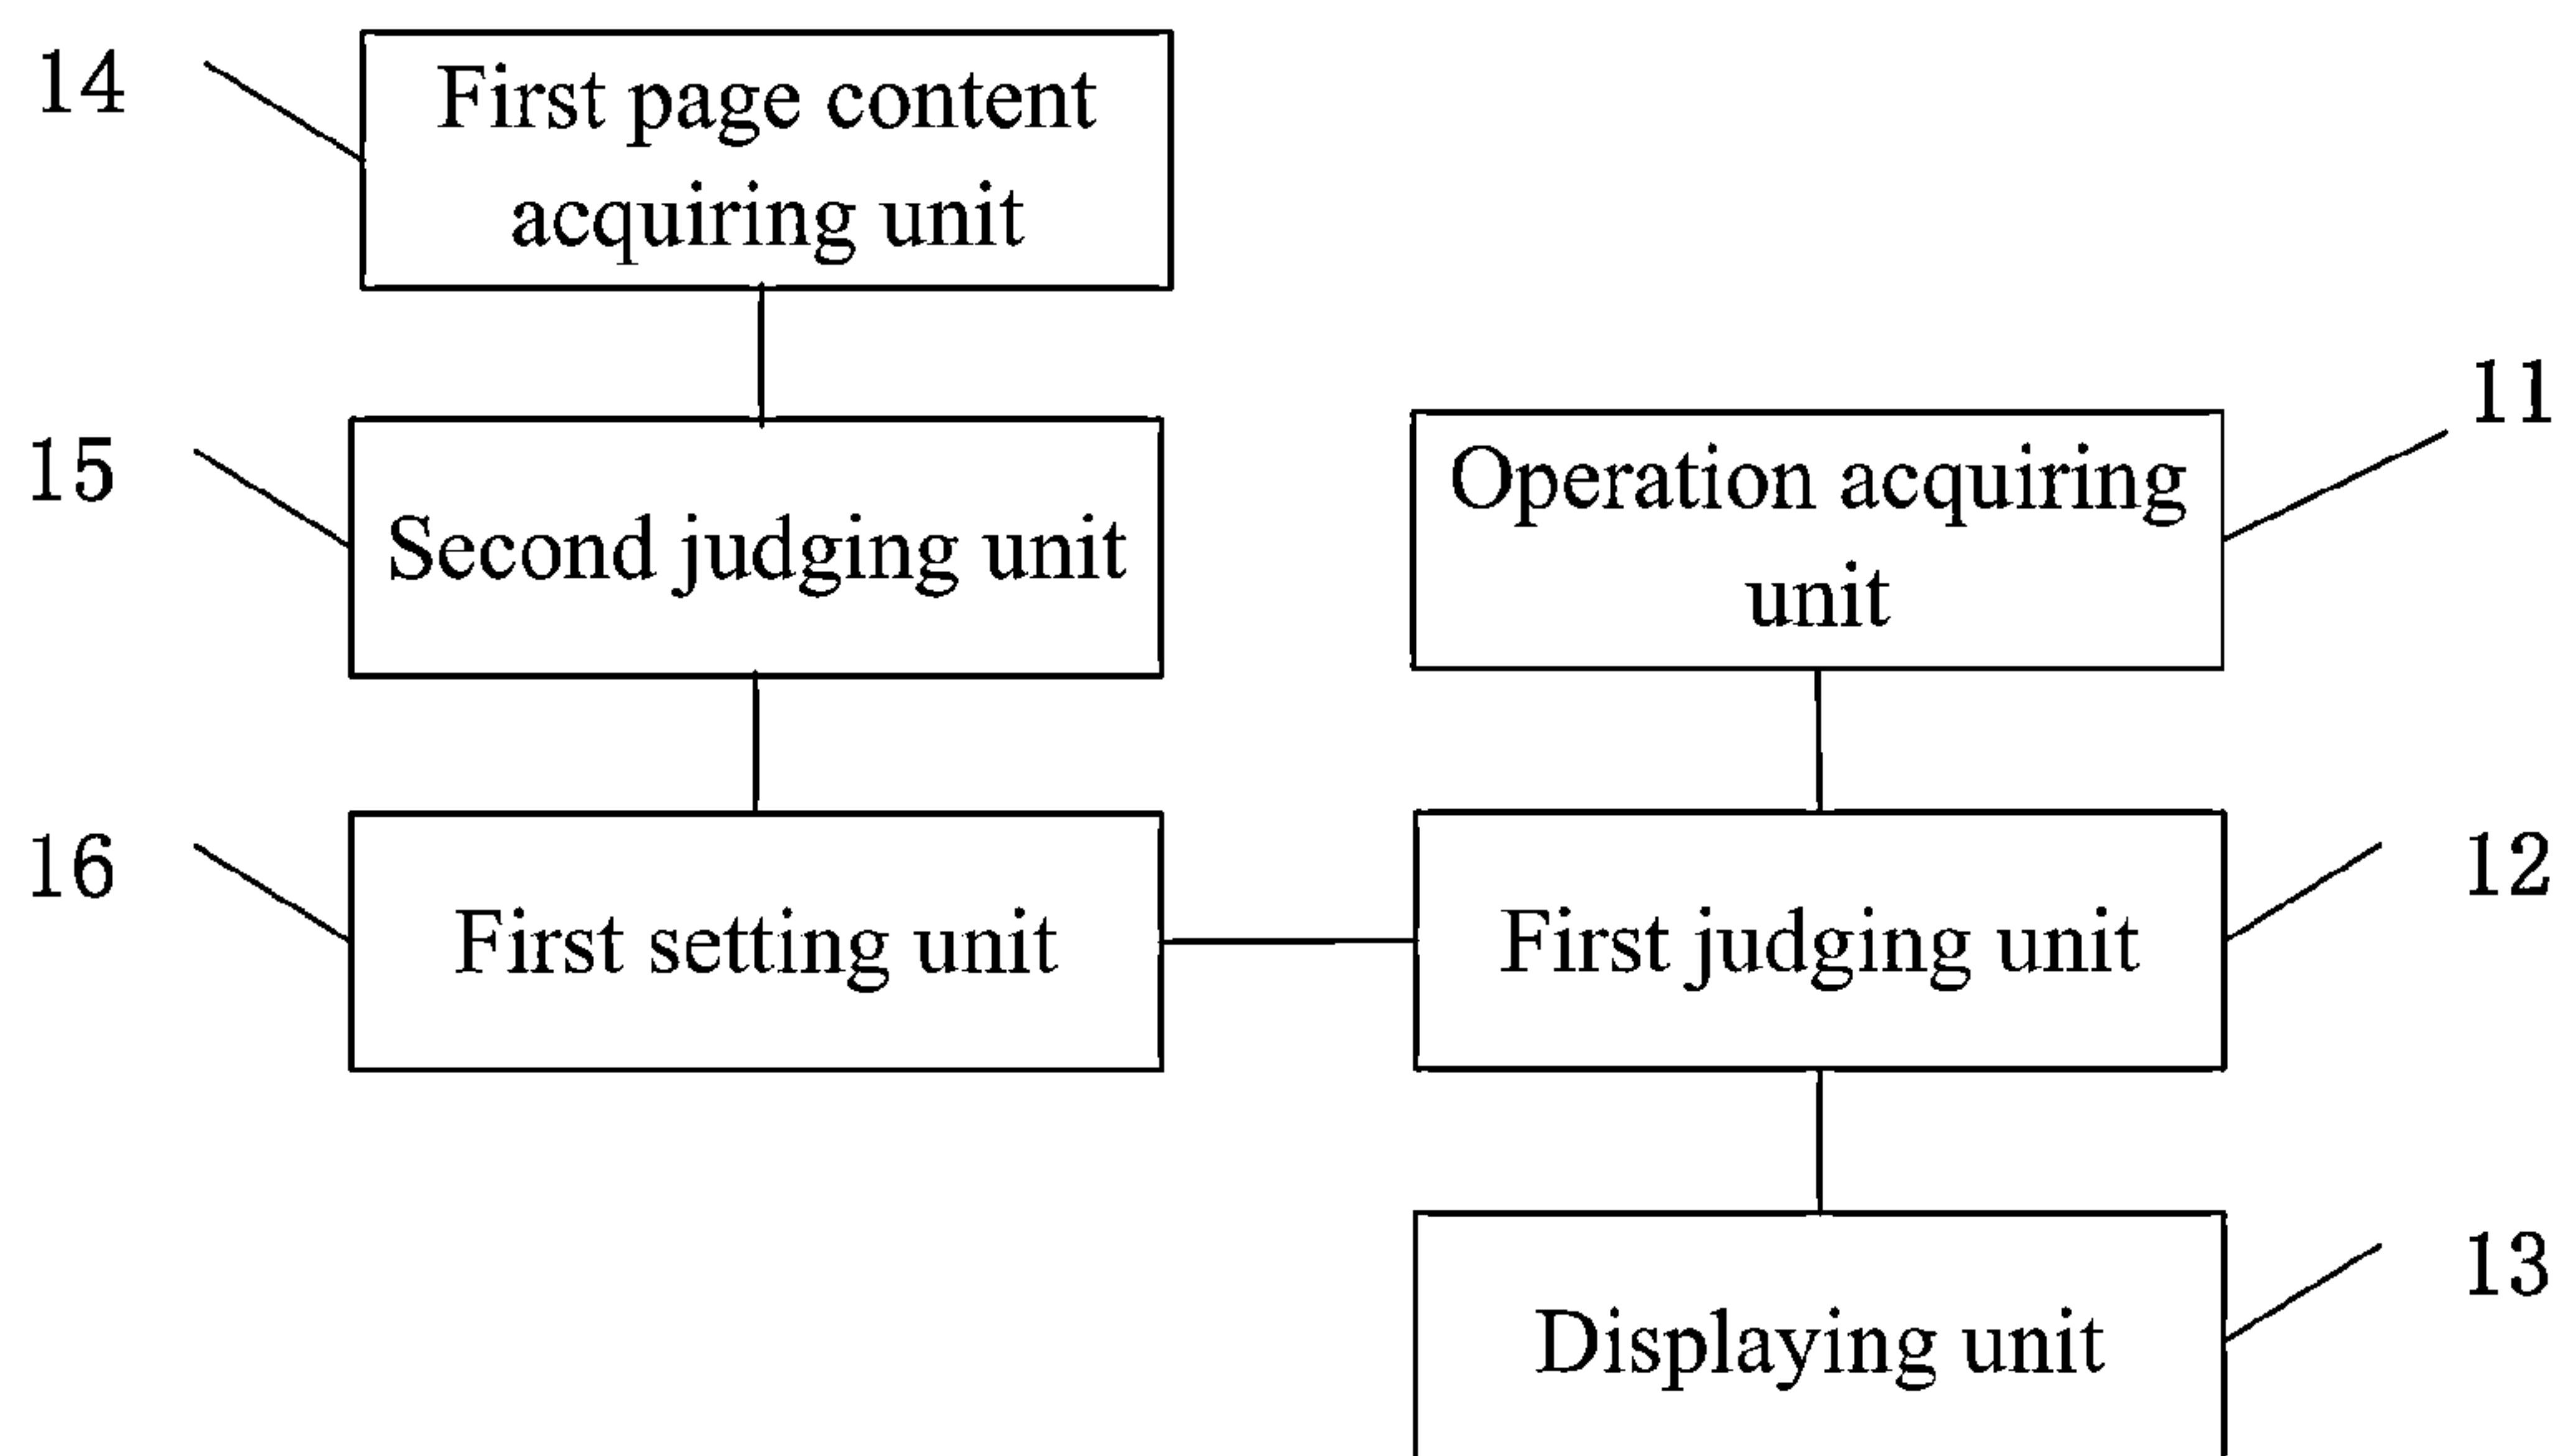 14
First page content
acquiring unit
15
Second judging unit
11
Operation acquiring
unit
16
First setting unit
12
First judging unit
13
Displaying unit